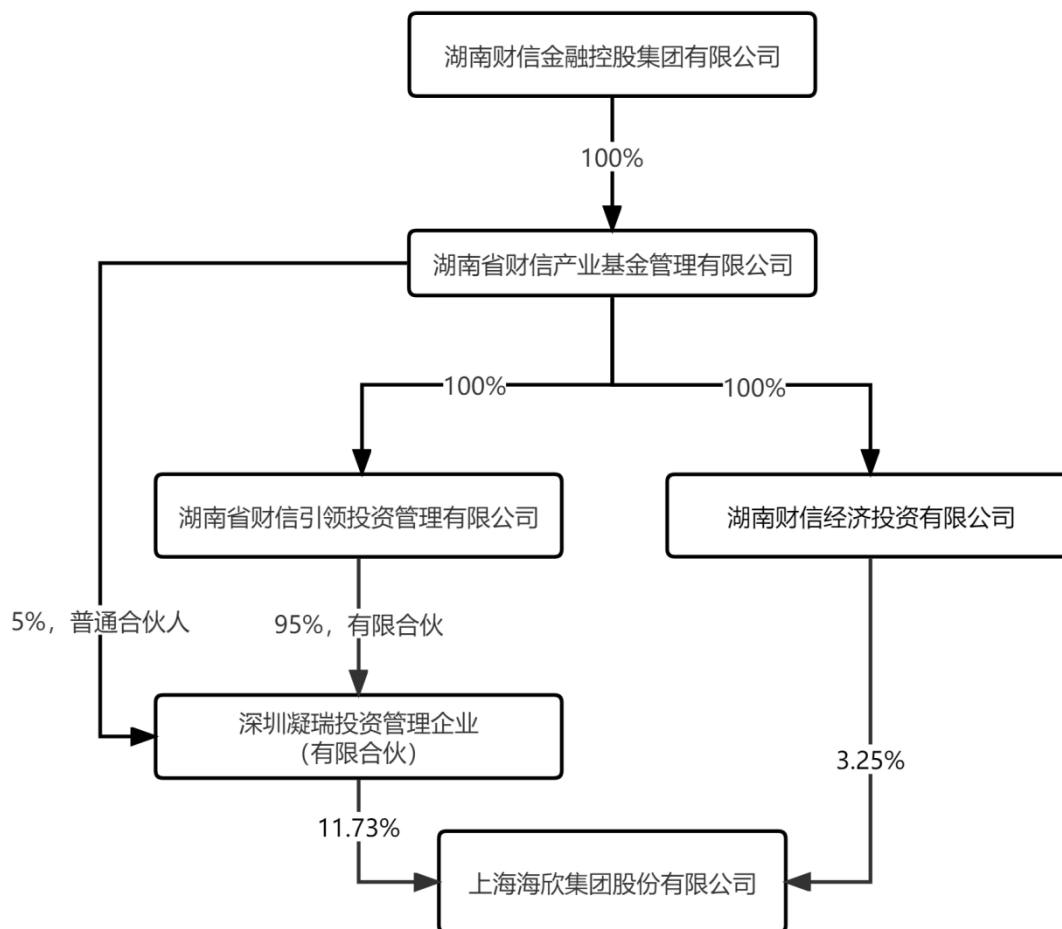 湖南财信金融控股集团有限公司
100%
湖南省财信产业基金管理有限公司
100%
100%
湖南省财信引领投资管理有限公司
湖南财信经济投资有限公司
5%，普通合伙人
95%，有限合伙
深圳凝瑞投资管理企业
（有限合伙）
3.25%
11.73%
上海海欣集团股份有限公司